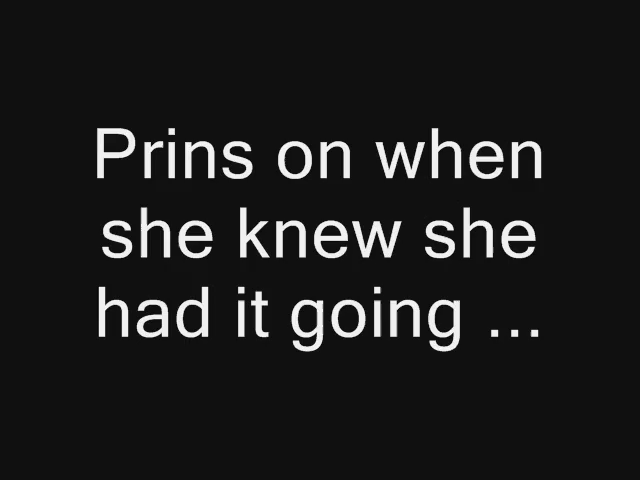 Prins on when
she knew she
had it going ...